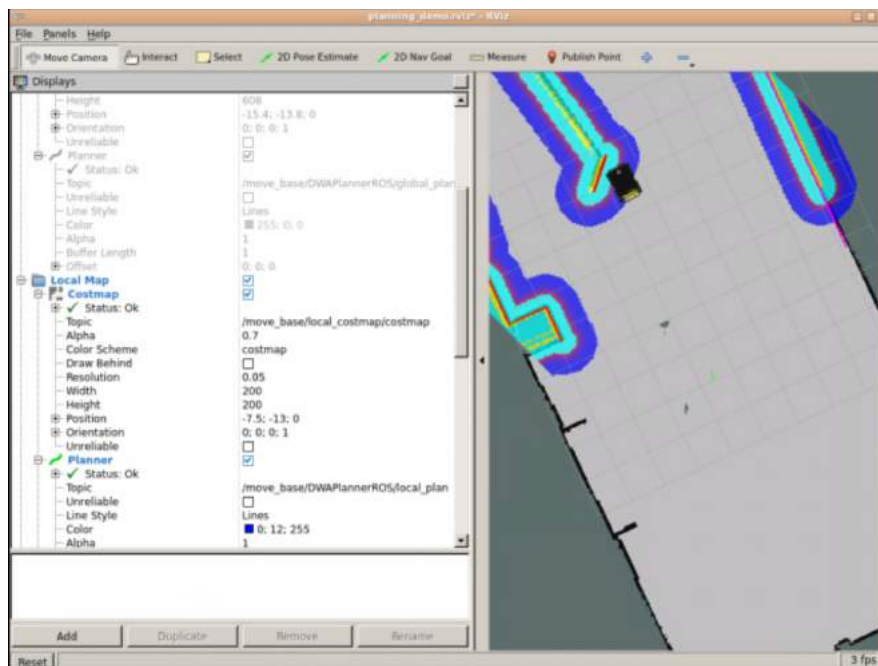 planning_demo.rviz* - RViz
File Panels Help
Move Camera Interact Select 2D Pose Estimate 2D Nav Goal Measure Publish Point
Displays
Height 608
Position -15.4; -13.8; 0
Orientation 0; 0; 0; 1
Unreliable
Planner
Status: Ok
Topic /move_base/DWAPlannerROS/global_plan
Unreliable
Line Style Lines
Color 255; 0; 0
Alpha 1
Buffer Length 1
Offset 0; 0; 0
Local Map
Costmap
Status: Ok
Topic /move_base/local_costmap/costmap
Alpha 0.7
Color Scheme costmap
Draw Behind
Resolution 0.05
Width 200
Height 200
Position -7.5; -13; 0
Orientation 0; 0; 0; 1
Unreliable
Planner
Status: Ok
Topic /move_base/DWAPlannerROS/local_plan
Unreliable
Line Style Lines
Color 0; 12; 255
Alpha 1
Add Duplicate Remove Rename
Reset 3 fps